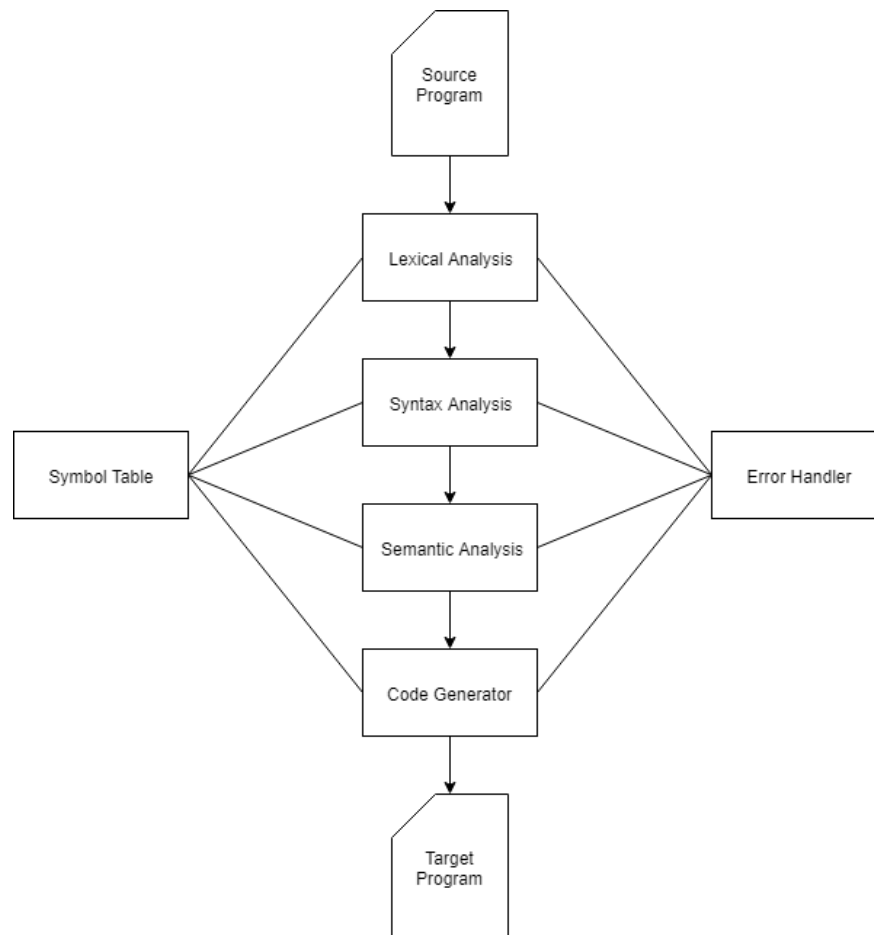 Source
Program
Lexical Analysis
Syntax Analysis
Symbol Table
Error Handler
Semantic Analysis
Code Generator
Target
Program